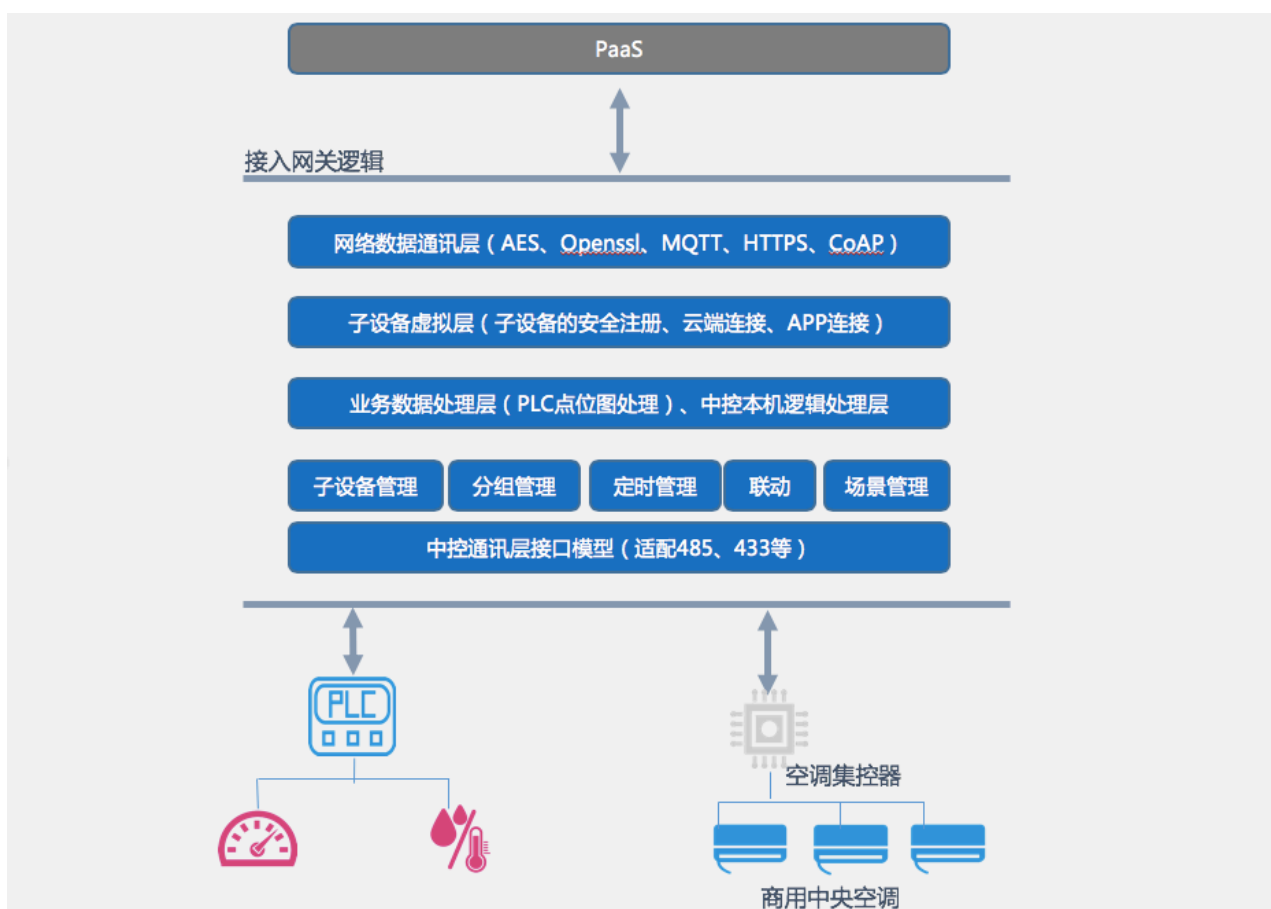 PaaS
接入网关逻辑
网络数据通讯层（AES、Openssl、MQTT、HTTPS、CoAP）
子设备虚拟层（子设备的安全注册、云端连接、APP连接）
业务数据处理层（PLC点位图处理）、中控本机逻辑处理层
子设备管理
分组管理
定时管理
联动
场景管理
中控通讯层接口模型（适配485、433等）
PLC
空调集控器
商用中央空调